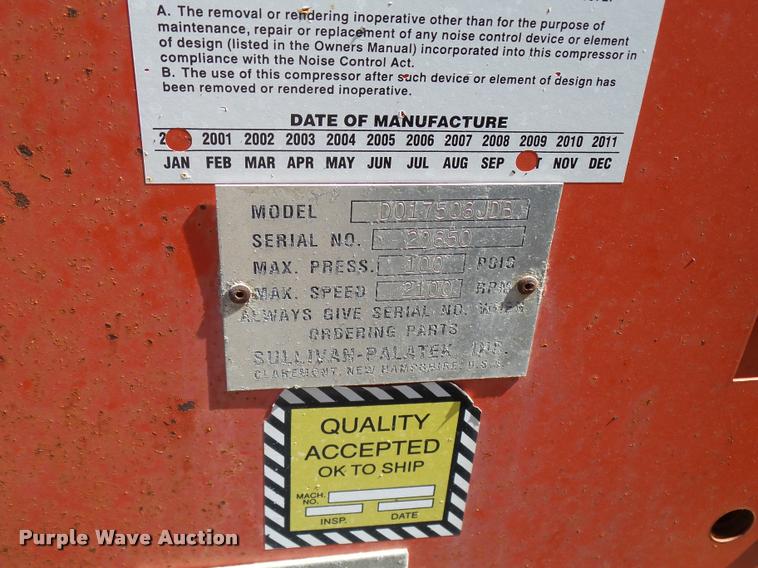 A. The removal or rendering inoperative other than for the purpose of
maintenance, repair or replacement of any noise control device or element
of design (listed in the Owners Manual) incorporated into this compressor in
compliance with the Noise Control Act.
B. The use of this compressor after such device or element of design has
been removed or rendered inoperative.
DATE OF MANUFACTURE
2001 2002 2003 2004 2005 2006 2007 2008 2009 2010 2011
JAN FEB MAR APR MAY JUN JUL AUG SEP NOV DEC
MODEL
SERIAL NO. 20650
MAX. PRESS. 100 PSIG
MAX. SPEED 2100 RPM
ALWAYS GIVE SERIAL NO. WHEN
ORDERING PARTS
SULLIVAN-PALATEK INC.
CLAREMONT, NEW HAMPSHIRE U.S.A.
QUALITY
ACCEPTED
OK TO SHIP
MACH.
NO.
INSP. DATE
Purple Wave Auction